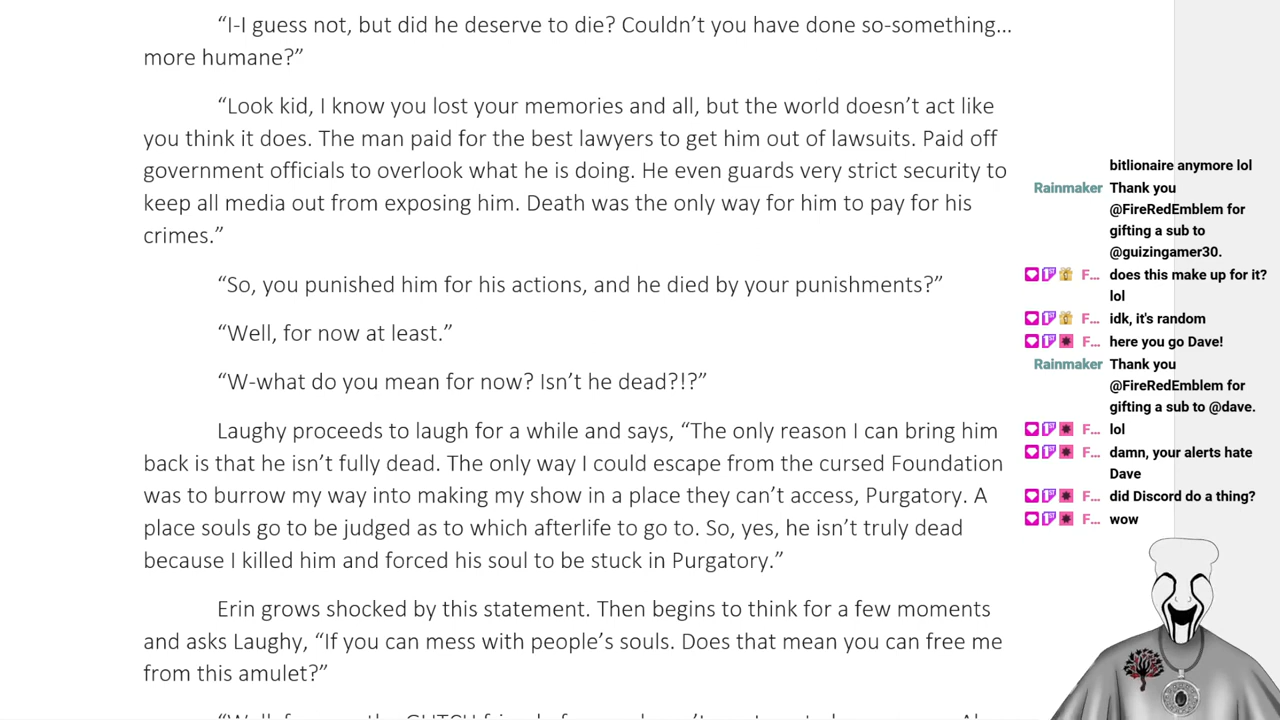 “I-I guess not, but did he deserve to die? Couldn’t you have done so-something…
more humane?”
“Look kid, I know you lost your memories and all, but the world doesn’t act like
you think it does. The man paid for the best lawyers to get him out of lawsuits. Paid off
government officials to overlook what he is doing. He even guards very strict security to
keep all media out from exposing him. Death was the only way for him to pay for his
crimes.”
“So, you punished him for his actions, and he died by your punishments?”
“Well, for now at least.”
“W-what do you mean for now? Isn’t he dead?!?”
Laughy proceeds to laugh for a while and says, “The only reason I can bring him
back is that he isn’t fully dead. The only way I could escape from the cursed Foundation
was to burrow my way into making my show in a place they can’t access, Purgatory. A
place souls go to be judged as to which afterlife to go to. So, yes, he isn’t truly dead
because I killed him and forced his soul to be stuck in Purgatory.”
Erin grows shocked by this statement. Then begins to think for a few moments
and asks Laughy, “If you can mess with people’s souls. Does that mean you can free me
from this amulet?”
bitlionaire anymore lol
Rainmaker Thank you
@FireRedEmblem for
gifting a sub to
@guizingamer30.
F... does this make up for it?
lol
F... idk, it's random
F... here you go Dave!
Rainmaker Thank you
@FireRedEmblem for
gifting a sub to @dave.
F... lol
F... damn, your alerts hate
Dave
F... did Discord do a thing?
F... wow